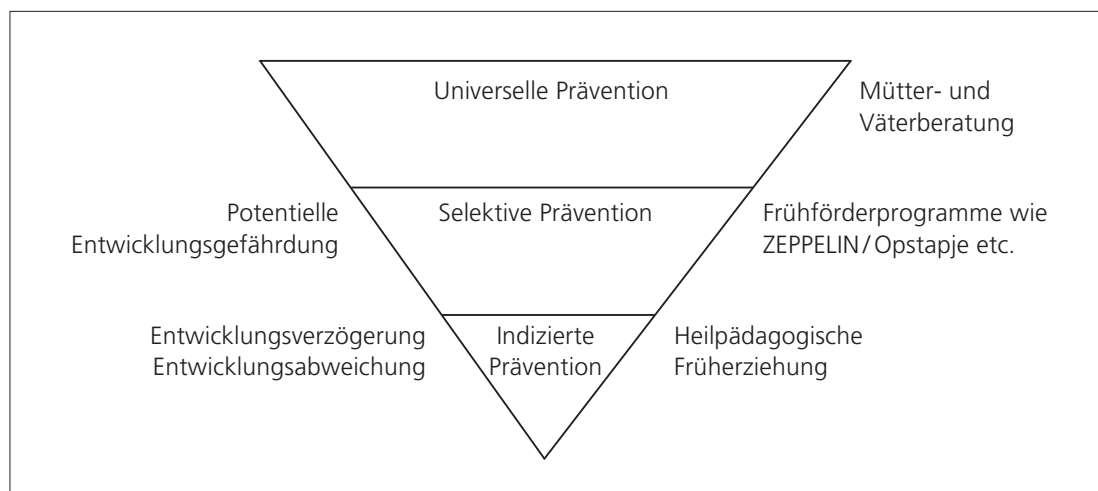 Universelle Prävention
Mütter- und
Väterberatung
Potentielle
Entwicklungsgefährdung
Selektive Prävention
Frühförderprogramme wie
ZEPPELIN/Opstapje etc.
Entwicklungsverzögerung
Entwicklungsabweichung
Indizierte
Prävention
Heilpädagogische
Früherziehung